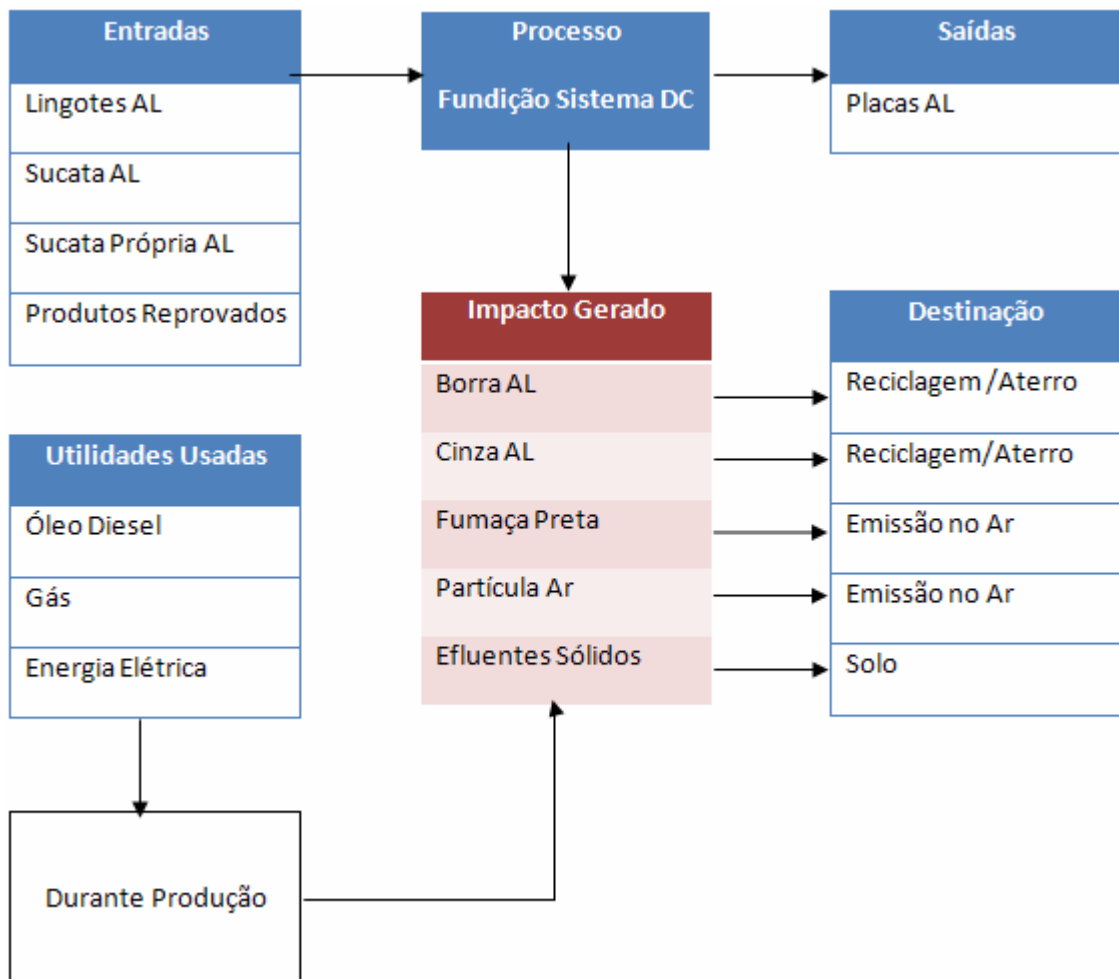 Entradas
Lingotes AL
Sucata AL
Sucata Própria AL
Produtos Reprovados
Processo
Fundição Sistema DC
Saídas
Placas AL
Utilidades Usadas
Óleo Diesel
Gás
Energia Elétrica
Durante Produção
Impacto Gerado
Borra AL
Cinza AL
Fumaça Preta
Partícula Ar
Efluentes Sólidos
Destinação
Reciclagem /Aterro
Reciclagem/Aterro
Emissão no Ar
Emissão no Ar
Solo